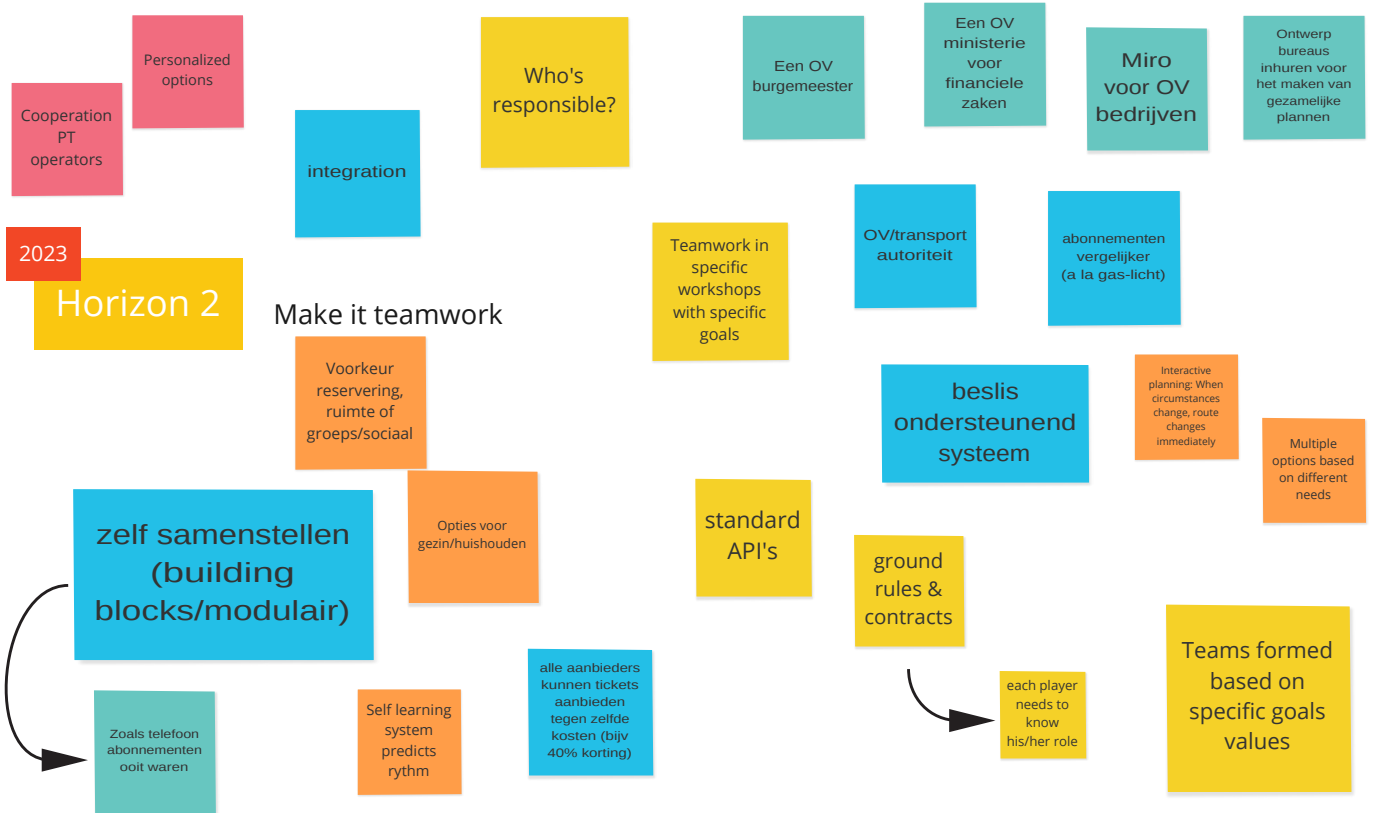 Personalized
options
Cooperation
PT
operators
integration
Who's
responsible?
Een OV
burgemeester
Een OV
ministerie
voor
financiele
zaken
Miro
voor OV
bedrijven
Ontwerp
bureaus
inhuren voor
het maken van
gezamelijke
plannen
2023
Horizon 2
Make it teamwork
Teamwork in
specific
workshops
with specific
goals
OV/transport
autoriteit
abonnementen
vergelijker
(a la gas-licht)
Voorkeur
reservering,
ruimte of
groeps/sociaal
beslis
ondersteunend
systeem
Interactive
planning: When
circumstances
change, route
changes
immediately
Multiple
options based
on different
needs
zelf samenstellen
(building
blocks/modulair)
Opties voor
gezin/huishouden
standard
API's
ground
rules &
contracts
Zoals telefoon
abonnementen
ooit waren
Self learning
system
predicts
rythm
alle aanbieders
kunnen tickets
aanbieden
tegen zelfde
kosten (bijv
40% korting)
each player
needs to
know
his/her role
Teams formed
based on
specific goals
values